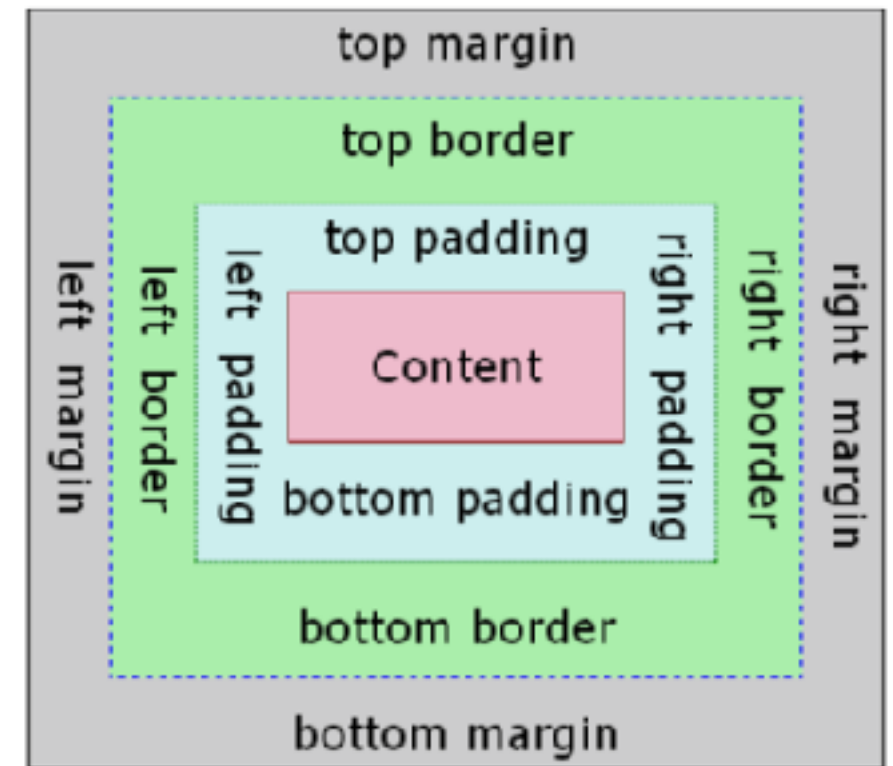 top margin
top border
top padding
left margin
left border
left padding
Content
right padding
right border
right margin
bottom padding
bottom border
bottom margin